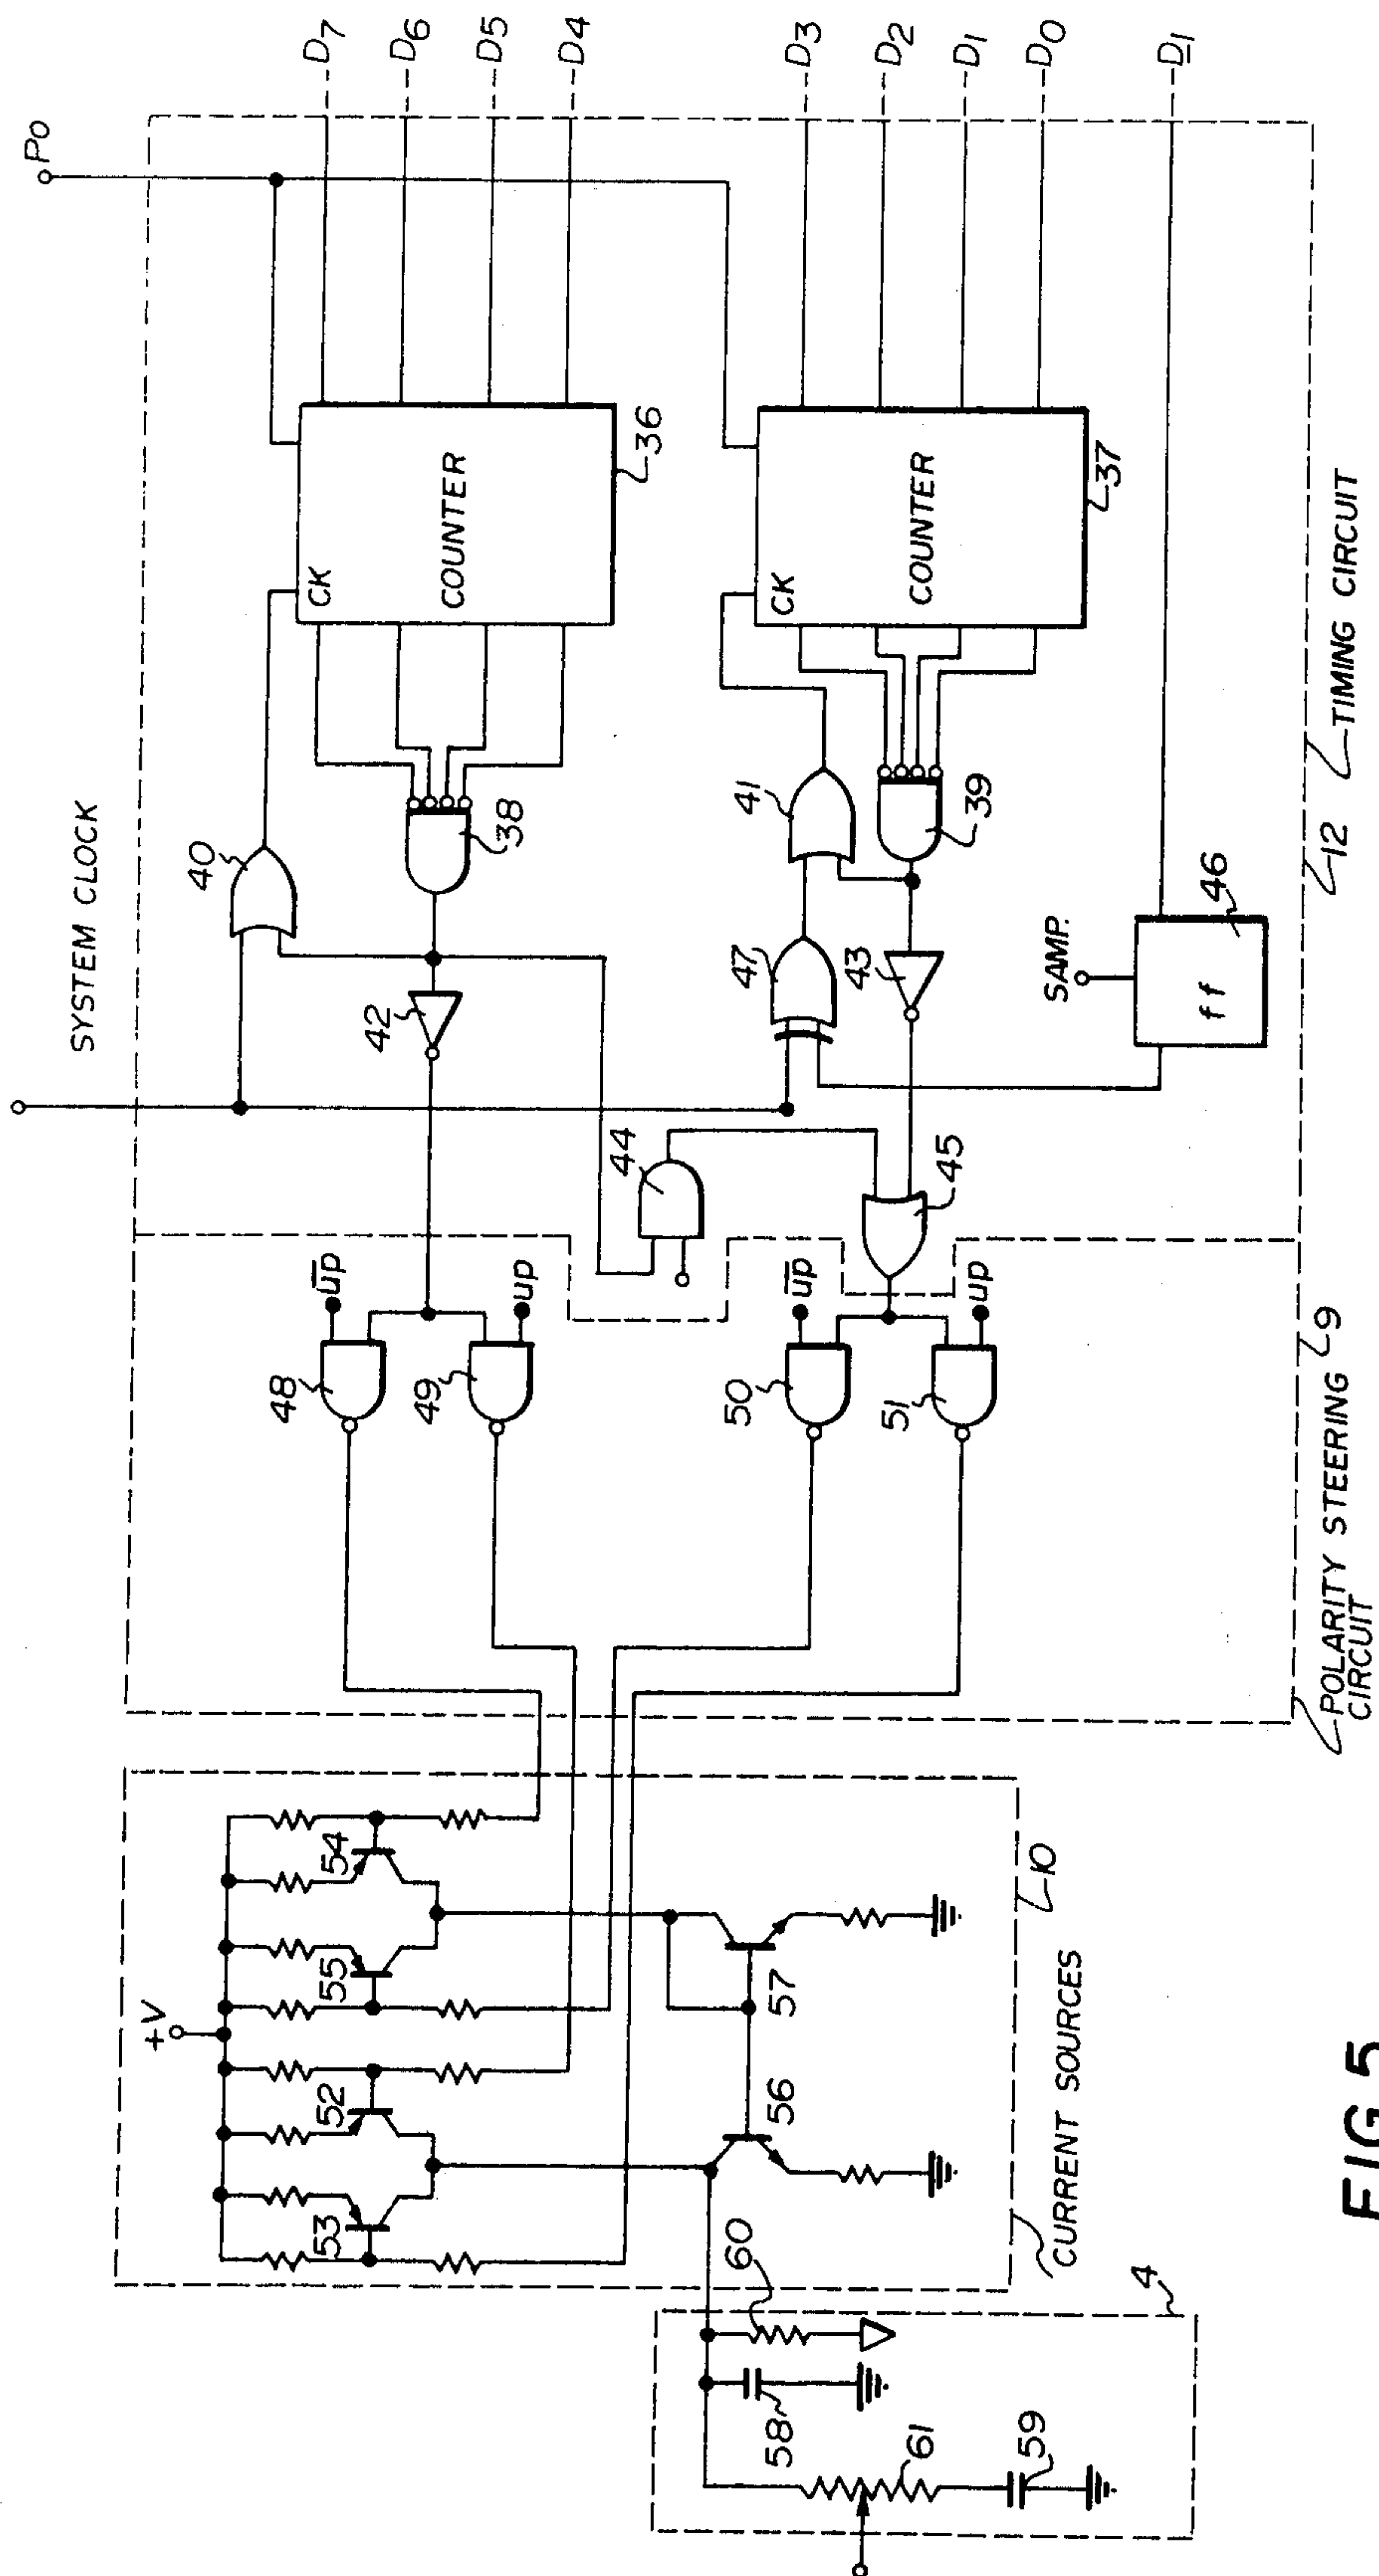 Po
SYSTEM CLOCK
D7
D6
D5
D4
D3
D2
D1
D0
D1
CK
COUNTER
36
CK
COUNTER
37
38
39
40
41
42
43
44
45
46
47
SAMP.
ff
12
TIMING CIRCUIT
up
up
up
up
48
49
50
51
POLARITY STEERING CIRCUIT
9
+V
54
55
52
53
57
56
10
CURRENT SOURCES
60
58
61
59
4
FIG 5